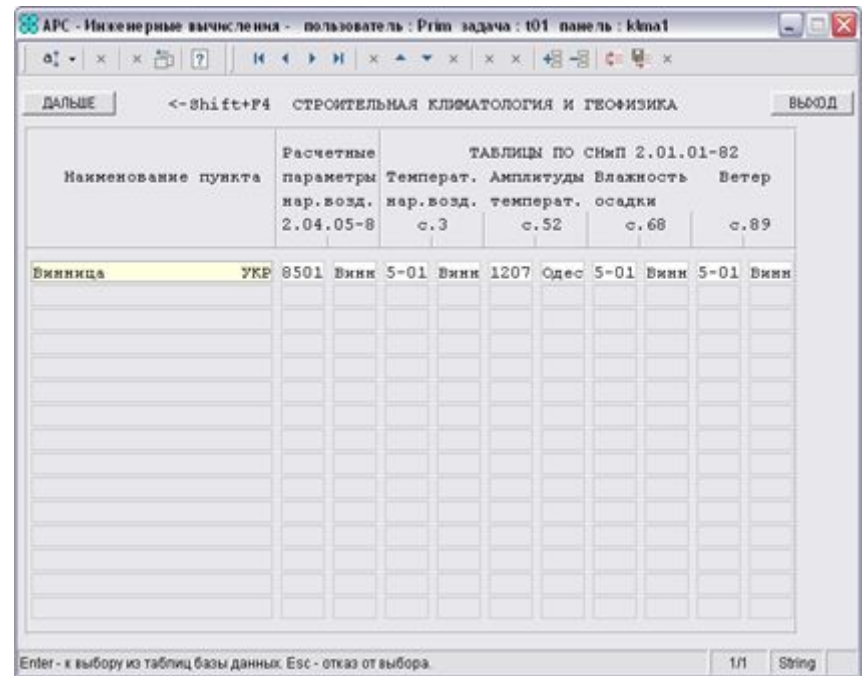 АРС - Инженерные вычисления - пользователь : Prim задача : t01 панель : klma1
ДАЛЬШЕ <-Shift+F4 СТРОИТЕЛЬНАЯ КЛИМАТОЛОГИЯ И ГЕОФИЗИКА ВЫХОД
Расчетные ТАБЛИЦЫ ПО СНиП 2.01.01-82
Наименование пункта параметры Температ. Амплитуды Влажность Ветер
нар.возд. нар.возд. температ. осадки
2.04.05-8 с.3 с.52 с.68 с.89
Винница УКР 8501 Винн 5-01 Винн 1207 Одес 5-01 Винн 5-01 Винн
Enter - к выбору из таблиц базы данных. Esc - отказ от выбора. 1/1 String